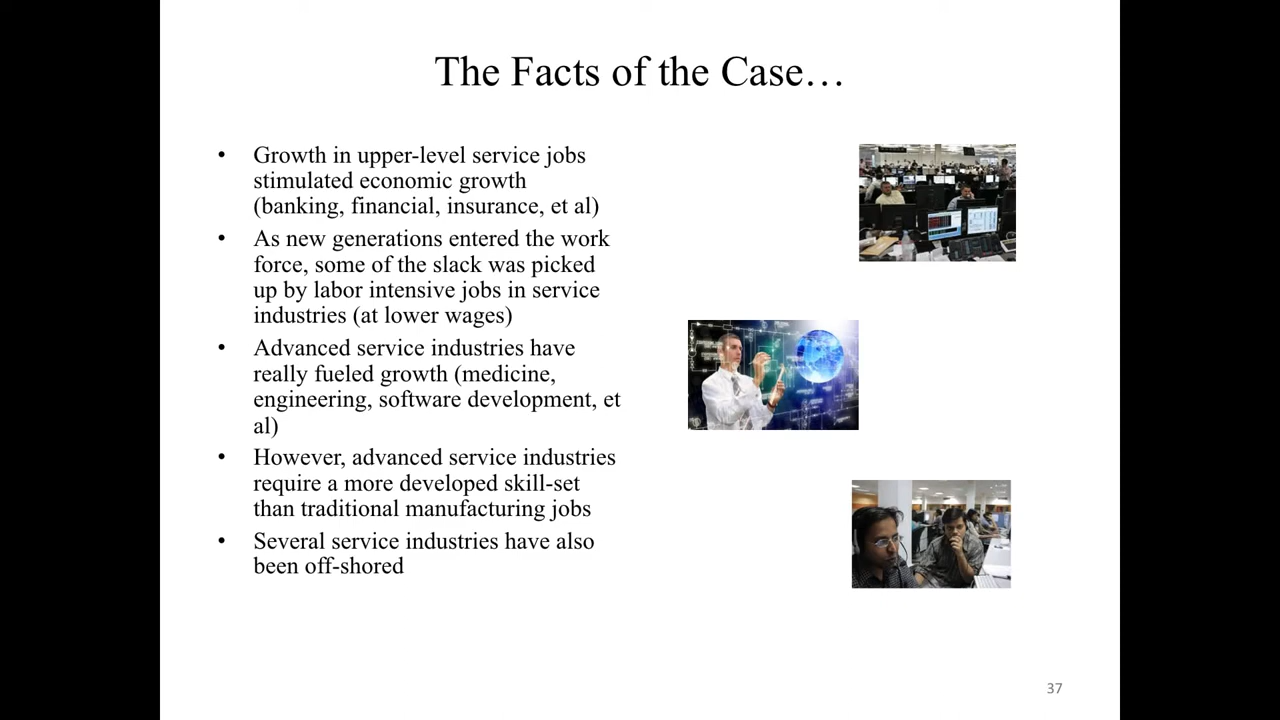 The Facts of the Case…
• Growth in upper-level service jobs
stimulated economic growth
(banking, financial, insurance, et al)
• As new generations entered the work
force, some of the slack was picked
up by labor intensive jobs in service
industries (at lower wages)
• Advanced service industries have
really fueled growth (medicine,
engineering, software development, et
al)
• However, advanced service industries
require a more developed skill-set
than traditional manufacturing jobs
• Several service industries have also
been off-shored
37